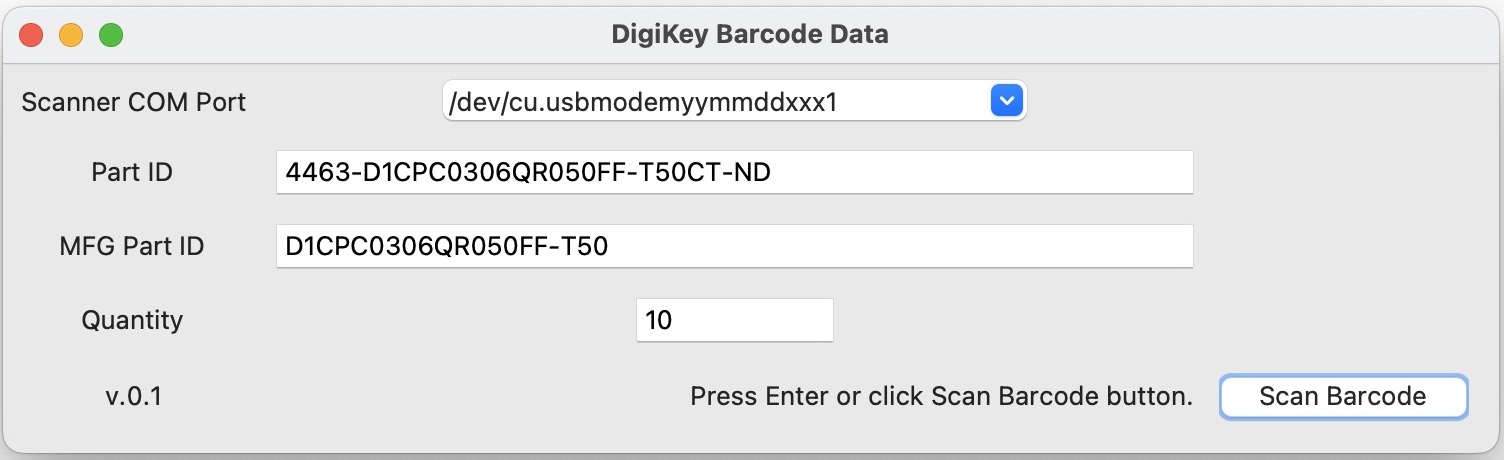 DigiKey Barcode Data
Scanner COM Port /dev/cu.usbmodemyymmddxxx1
Part ID 4463-D1CPC0306QR050FF-T50CT-ND
MFG Part ID D1CPC0306QR050FF-T50
Quantity 10
v.0.1 Press Enter or click Scan Barcode button. Scan Barcode